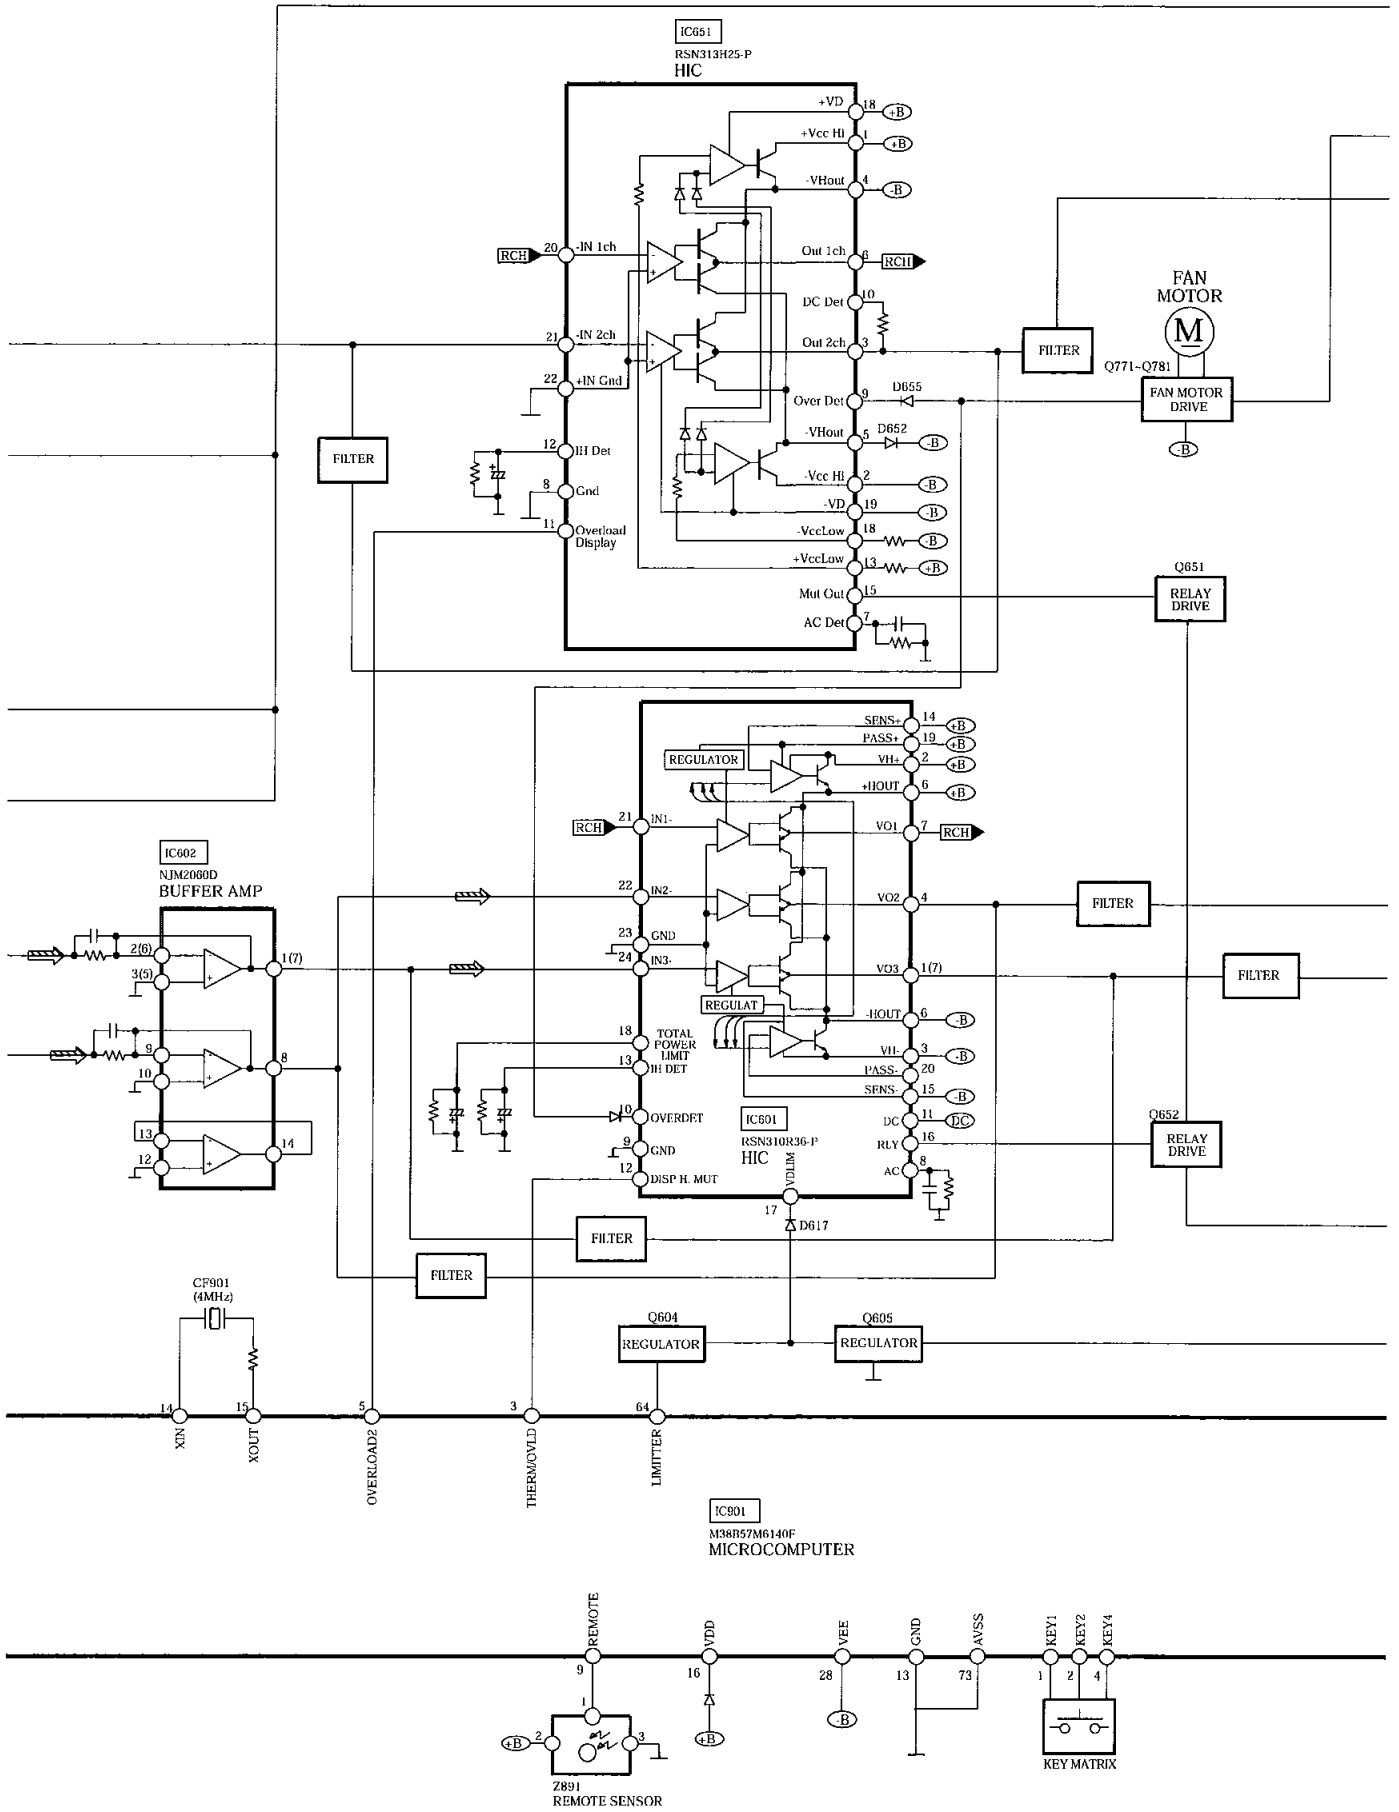 IC651
RSN313H25-P
HIC
+VD
18
+B
+Vcc Hi
1
+B
-VHout
4
-B
RCH
20
-IN 1ch
Out 1ch
6
RCH
DC Det
10
FAN
MOTOR
M
21
-IN 2ch
Out 2ch
3
FILTER
Q771~Q781
FAN MOTOR
DRIVE
-B
22
+IN Gnd
Over Det
9
D655
-VHout
5
D652
-B
FILTER
12
IH Det
-Vcc Hi
2
-B
8
Gnd
-VD
19
-B
11
Overload
Display
-VccLow
18
-B
+VccLow
13
+B
Mut Out
15
Q651
RELAY
DRIVE
AC Det
7
SENS+
14
+B
PASS+
19
+B
REGULATOR
VH+
2
+B
+HOUT
6
+B
RCH
21
IN1-
VO1
7
RCH
IC602
NJM2060D
BUFFER AMP
22
IN2-
VO2
4
FILTER
23
GND
2(6)
-
1(7)
24
IN3-
VO3
1(7)
FILTER
3(5)
+
REGULAT
-HOUT
6
-B
9
-
8
18
TOTAL
POWER
LIMIT
VH-
3
-B
10
+
13
IH DET
PASS-
20
SENS-
15
-B
10
OVERDET
IC601
RSN310R36-P
HIC
DC
11
DC
Q652
RELAY
DRIVE
13
-
14
9
GND
RLY
16
12
+
12
DISP H. MUT
VDLIM
AC
8
17
D617
FILTER
FILTER
CF901
(4MHz)
Q604
REGULATOR
Q605
REGULATOR
14
15
5
3
64
XIN
XOUT
OVERLOAD2
THERM/OVLD
LIMITTER
IC901
M38B57M6140F
MICROCOMPUTER
REMOTE
VDD
VEE
GND
AVSS
KEY1
KEY2
KEY4
9
16
28
13
73
1
2
4
1
+B
2
3
+B
-B
KEY MATRIX
Z891
REMOTE SENSOR